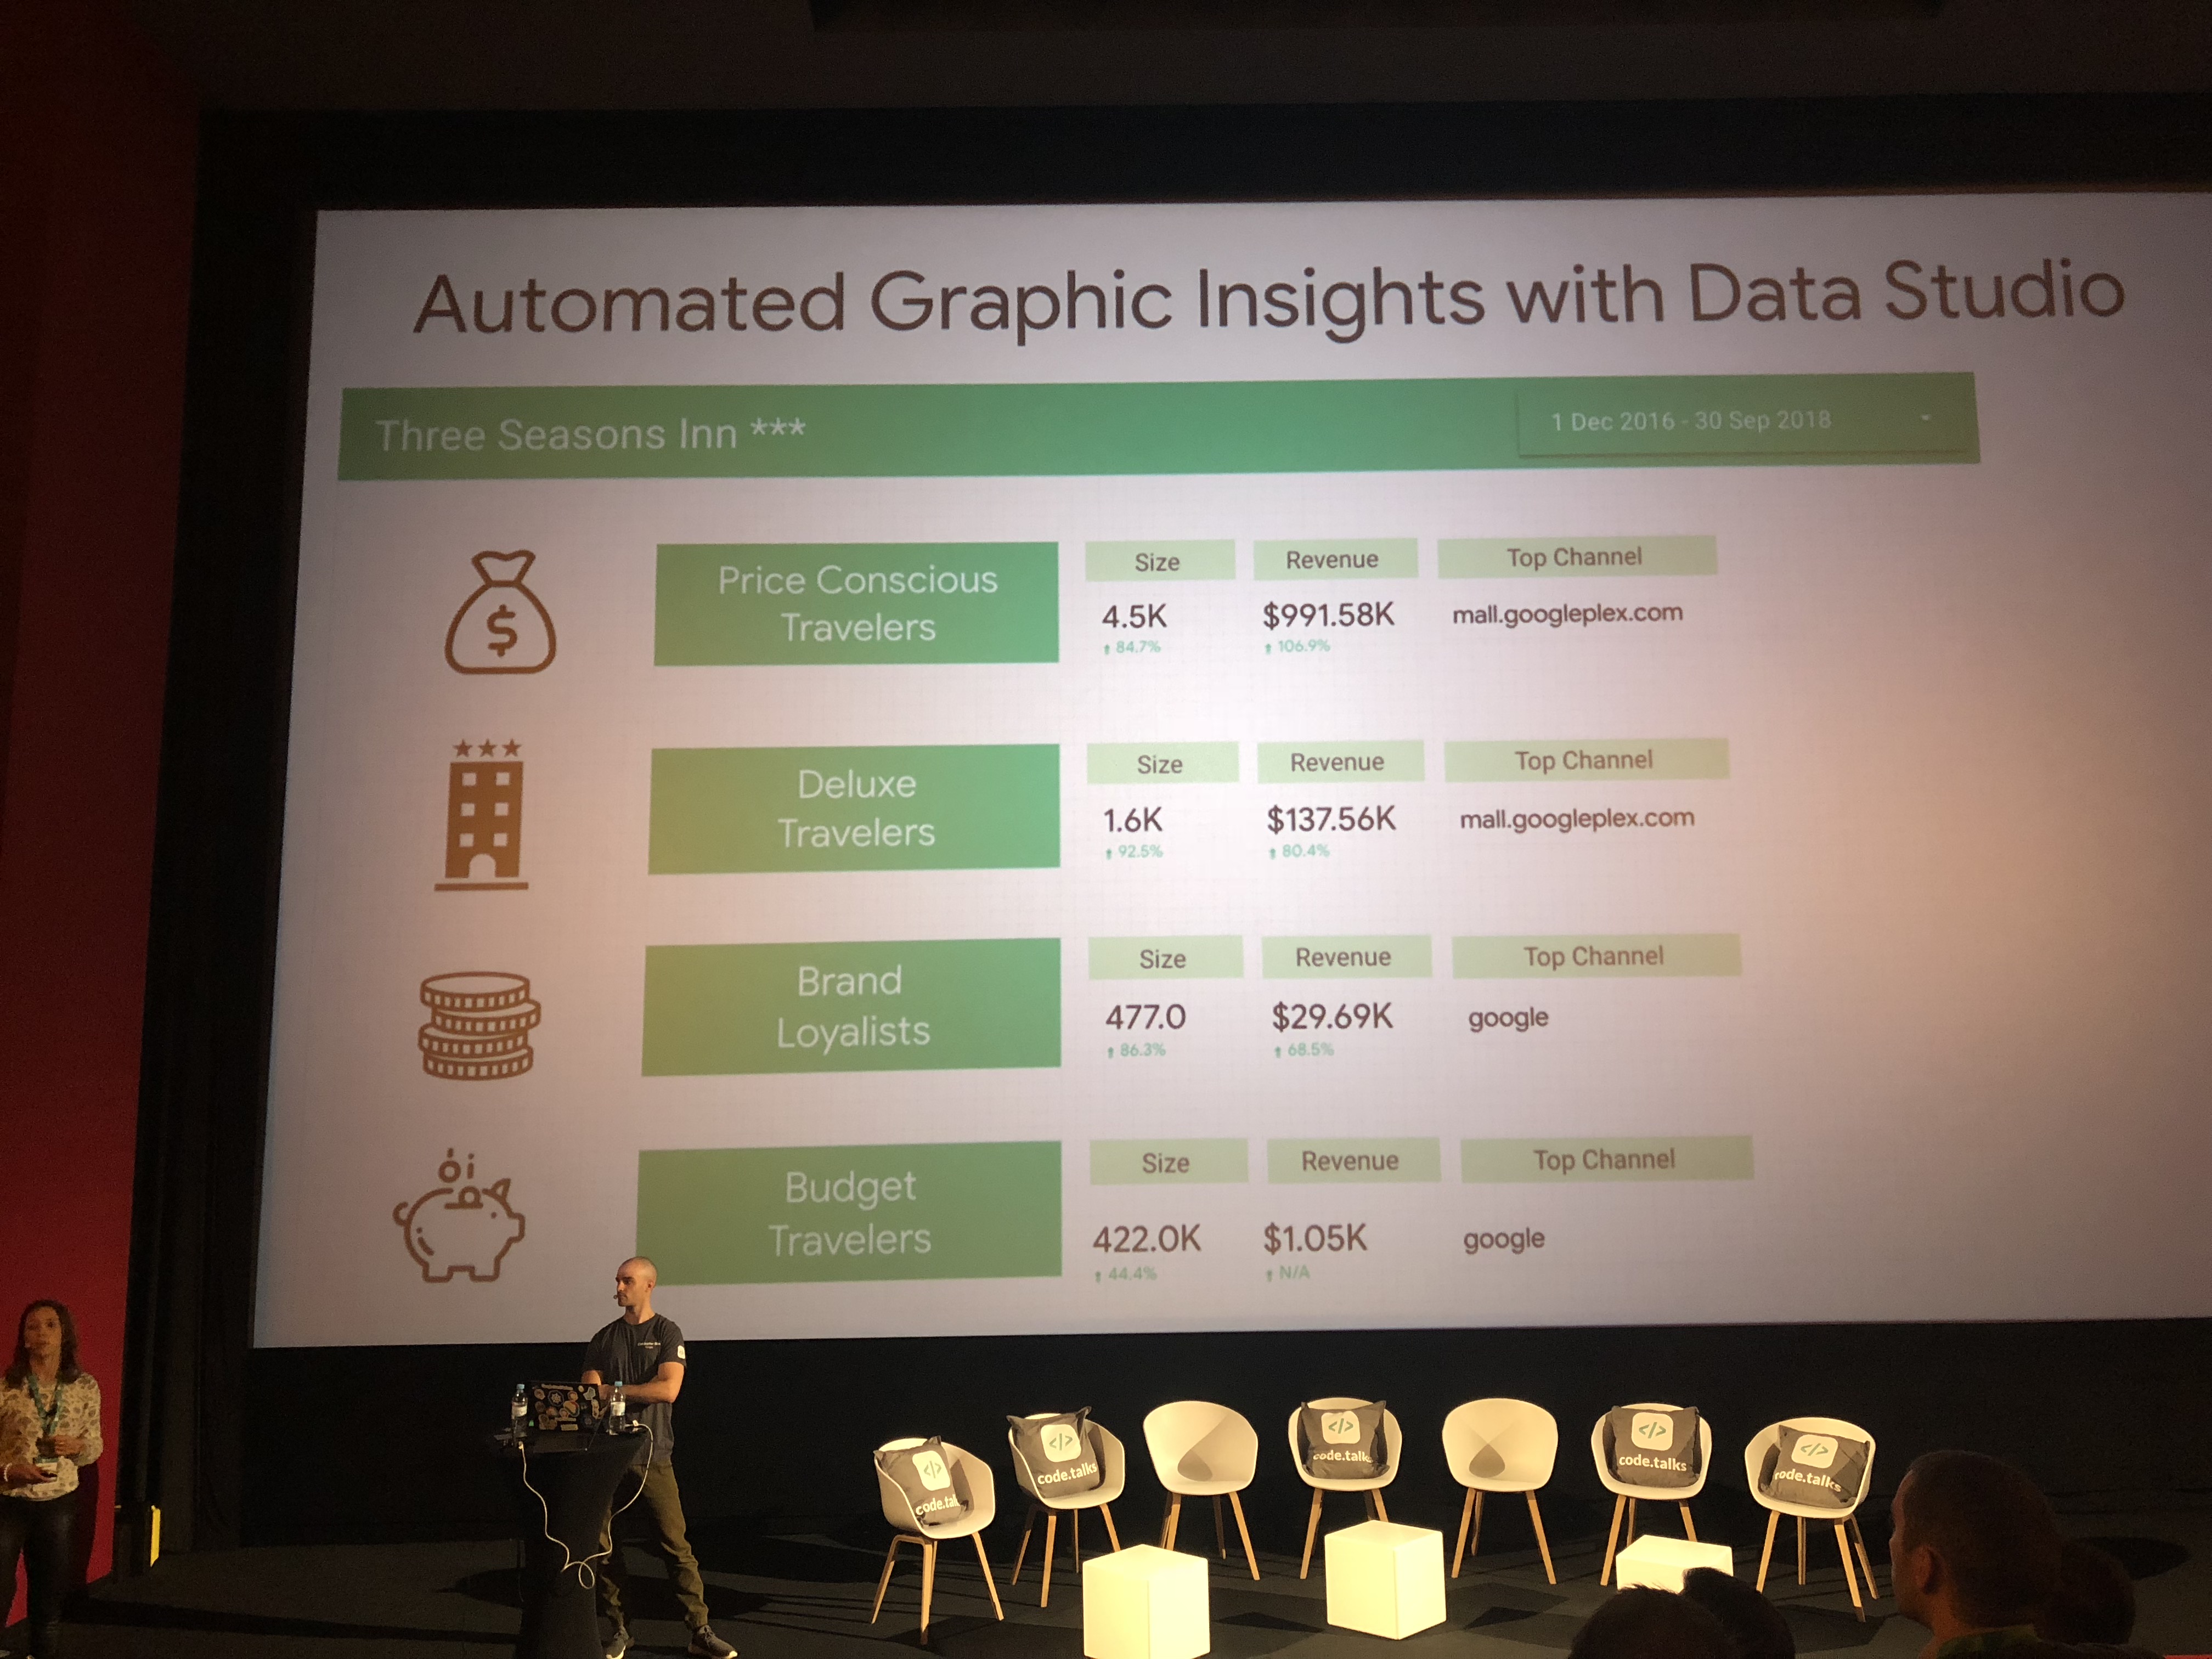 Automated Graphic Insights with Data Studio
Three Seasons Inn ***
1 Dec 2016 - 30 Sep 2018
Price Conscious
Travelers
Size
Revenue
Top Channel
4.5K
$991.58K
mall.googleplex.com
84.7%
106.9%
Deluxe
Travelers
Size
Revenue
Top Channel
1.6K
$137.56K
mall.googleplex.com
92.5%
80.4%
Brand
Loyalists
Size
Revenue
Top Channel
477.0
$29.69K
google
86.3%
68.5%
Budget
Travelers
Size
Revenue
Top Channel
422.0K
$1.05K
google
44.4%
N/A
</>
code.tal
</>
code.talks
</>
code.talks
</>
code.talks
</>
code.talks